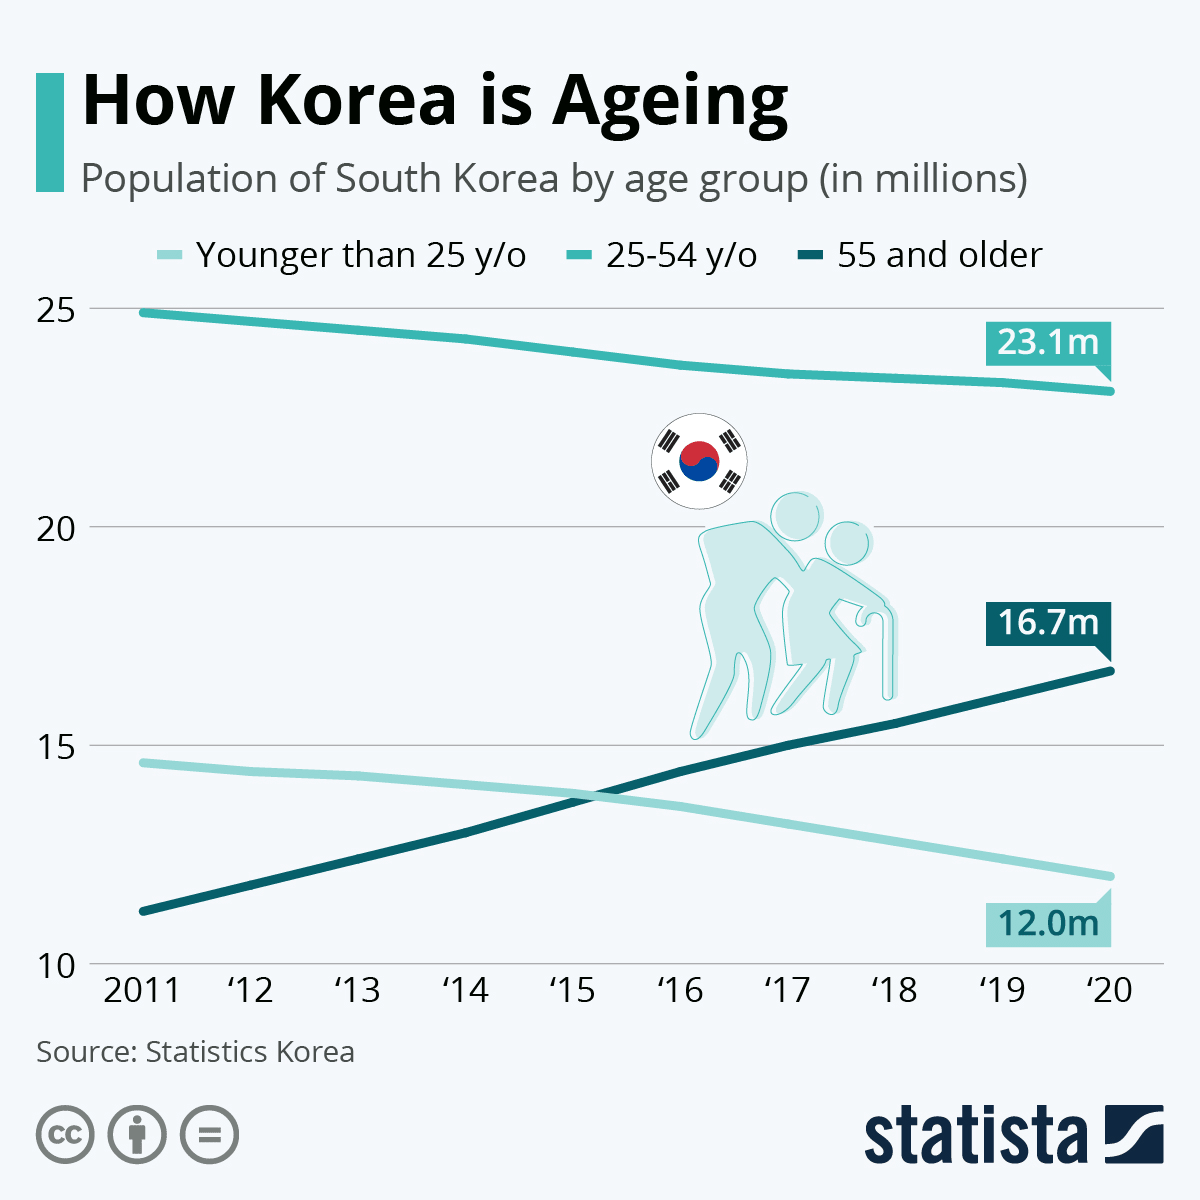 How Korea is Ageing
Population of South Korea by age group (in millions)
Younger than 25 y/o 25-54 y/o 55 and older
25
23.1m
20
16.7m
15
12.0m
10
2011 ‘12 ‘13 ‘14 ‘15 ‘16 ‘17 ‘18 ‘19 ‘20
Source: Statistics Korea
cc =
statista